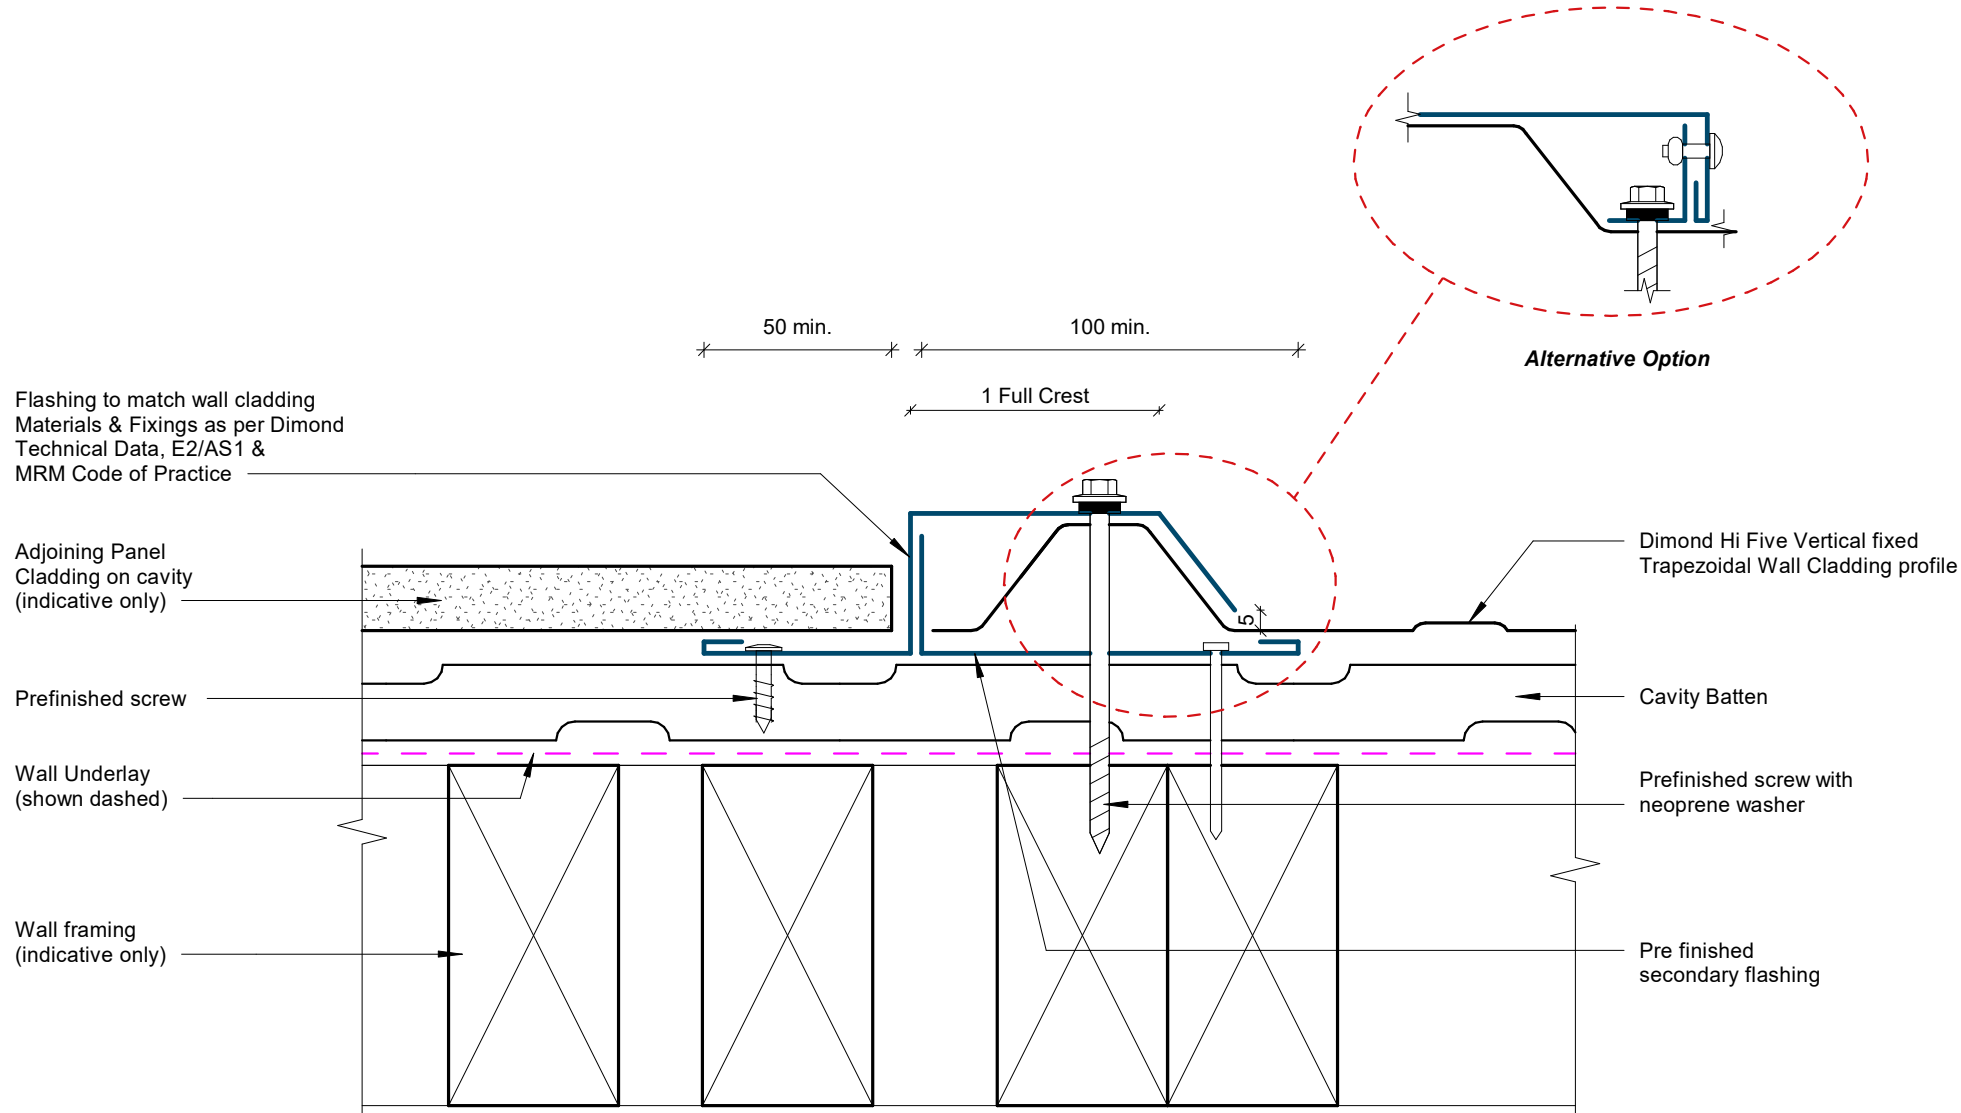 50 min.
100 min.
Alternative Option
1 Full Crest
Flashing to match wall cladding
Materials & Fixings as per Dimond
Technical Data, E2/AS1 &
MRM Code of Practice
Adjoining Panel
Cladding on cavity
(indicative only)
Dimond Hi Five Vertical fixed
Trapezoidal Wall Cladding profile
5
Prefinished screw
Cavity Batten
Wall Underlay
(shown dashed)
Prefinished screw with
neoprene washer
Wall framing
(indicative only)
Pre finished
secondary flashing